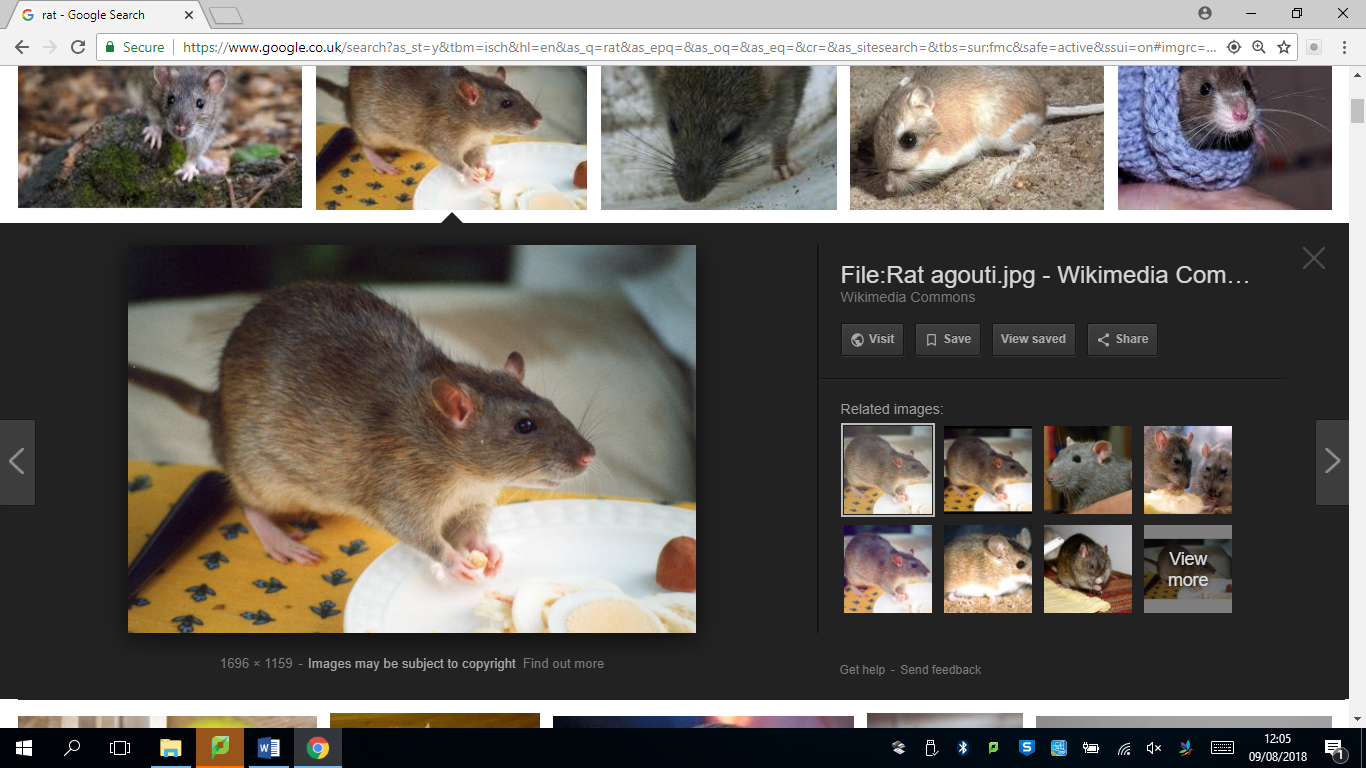 rat - Google Search
Secure
https://www.google.co.uk/search?as_st=y&tbm=isch&hl=en&as_q=rat&as_epq=&as_oq=&as_eq=&cr=&as_sitesearch=&tbs=sur:fmc&safe=active&ssui=on#imgrc=...
File:Rat agouti.jpg - Wikimedia Com…
Wikimedia Commons
Visit
Save
View saved
Share
Related images:
View
more
1696 × 1159 - Images may be subject to copyright Find out more
Get help - Send feedback
12:05
09/08/2018
1